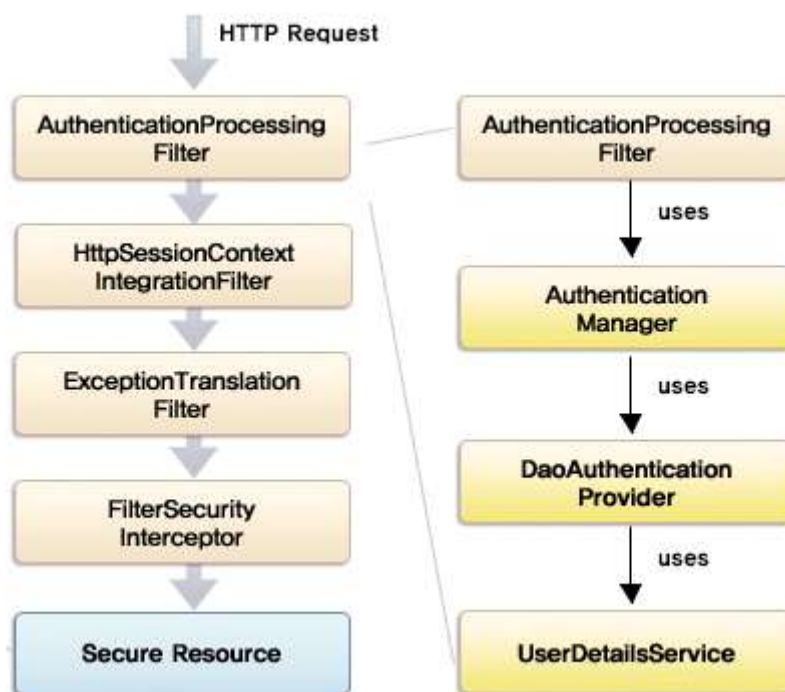 HTTP Request
AuthenticationProcessing
Filter
HttpSessionContext
IntegrationFilter
ExceptionTranslation
Filter
FilterSecurity
Interceptor
Secure Resource
AuthenticationProcessing
Filter
uses
Authentication
Manager
uses
DaoAuthentication
Provider
uses
UserDetailsService